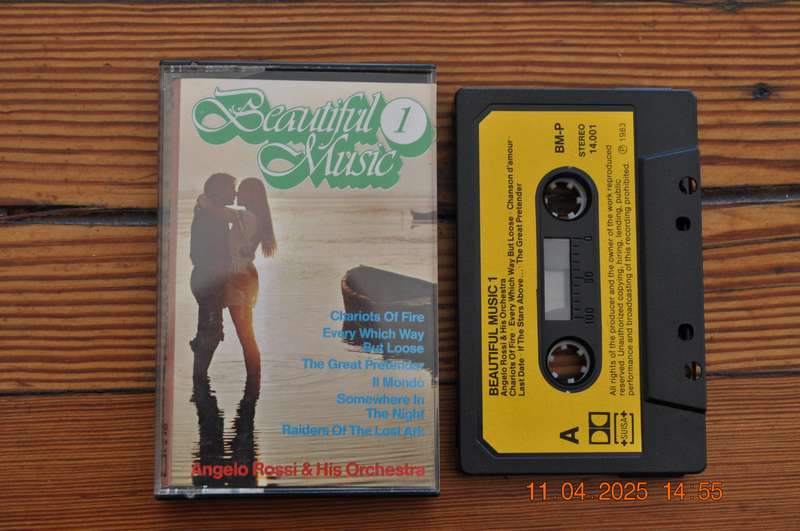 Beautiful
Music
1
Chariots Of Fire
Every Which Way
But Loose
The Great Pretender
Il Mondo
Somewhere In
The Night
Raiders Of The Lost Ark
Angelo Rossi & His Orchestra
BEAUTIFUL MUSIC 1
Angelo Rossi & His Orchestra
Chariots Of Fire · Every Which Way But Loose · Chanson d'amour ·
Last Date · If The Stars Above... · The Great Pretender
A
SUISA
BM-P
STEREO
14.001
℗ 1983
All rights of the producer and the owner of the work reproduced
reserved. Unauthorized copying, hiring, lending, public
performance and broadcasting of this recording prohibited.
0
50
100
11.04.2025 14:55